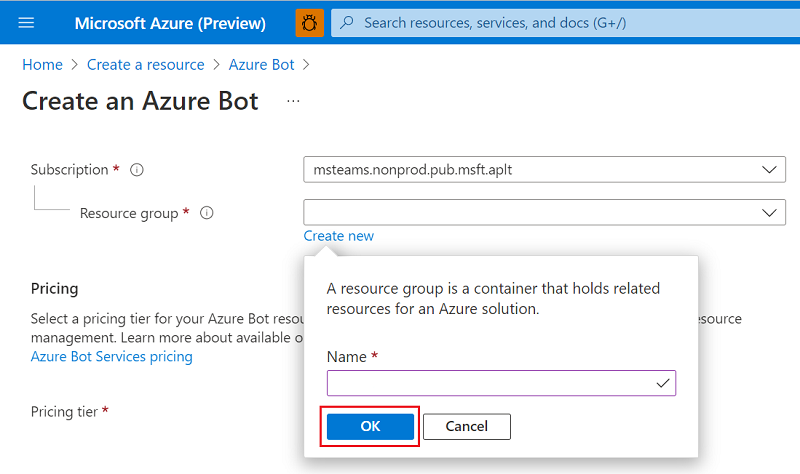 Microsoft Azure (Preview)
Search resources, services, and docs (G+/)
Home > Create a resource > Azure Bot >
Create an Azure Bot ...
Subscription *
msteams.nonprod.pub.msft.aplt
Resource group *
Create new
A resource group is a container that holds related
resources for an Azure solution.
Name *
OK
Cancel
Pricing
Select a pricing tier for your Azure Bot resou esource
management. Learn more about available o
Azure Bot Services pricing
Pricing tier *